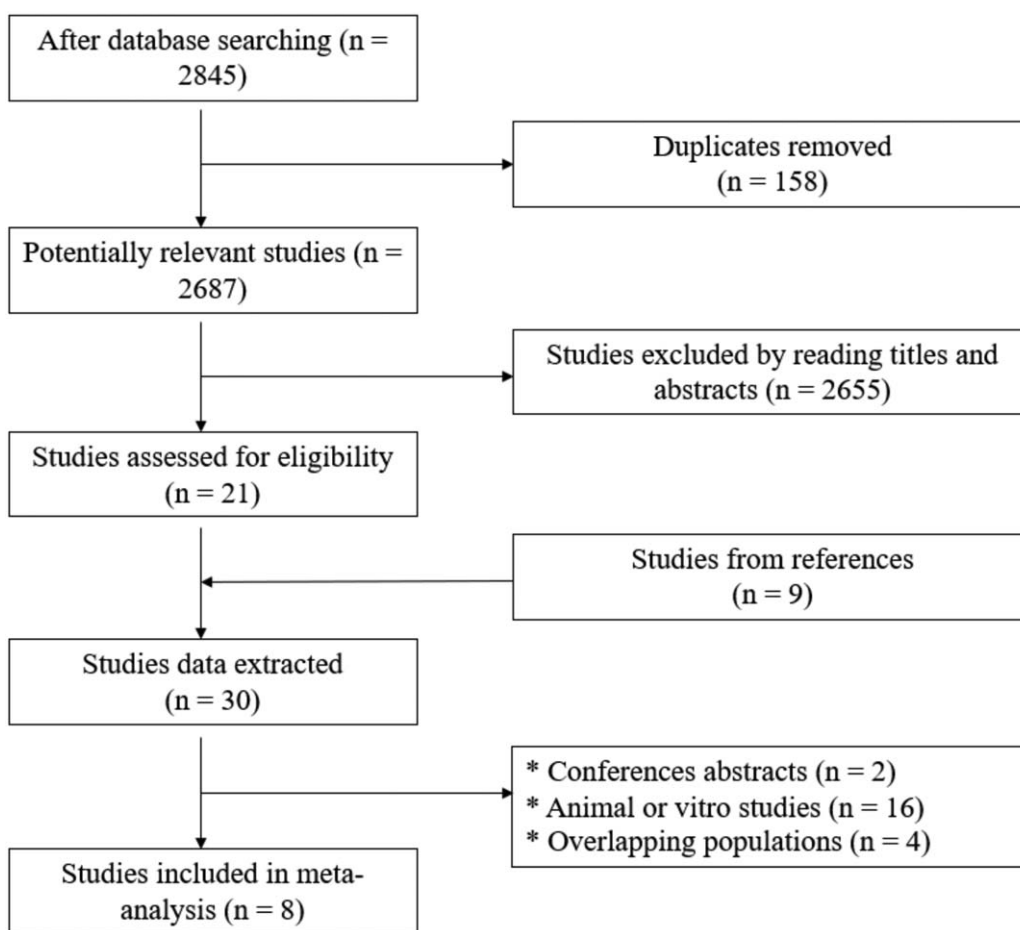 After database searching (n =
2845)
Duplicates removed
(n = 158)
Potentially relevant studies (n =
2687)
Studies excluded by reading titles and
abstracts (n = 2655)
Studies assessed for eligibility
(n = 21)
Studies from references
(n = 9)
Studies data extracted
(n = 30)
* Conferences abstracts (n = 2)
* Animal or vitro studies (n = 16)
* Overlapping populations (n = 4)
Studies included in meta-
analysis (n = 8)